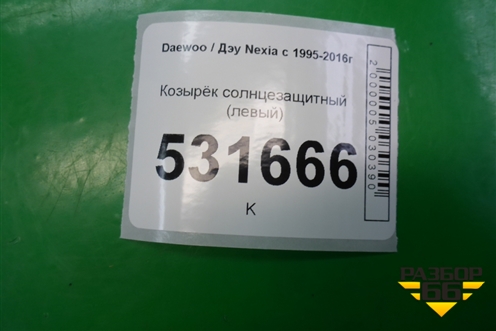 Daewoo / Дэу Nexia с 1995-2016г
Козырёк солнцезащитный
(левый)
531666
К
2000005030390
РАЗБОР
66